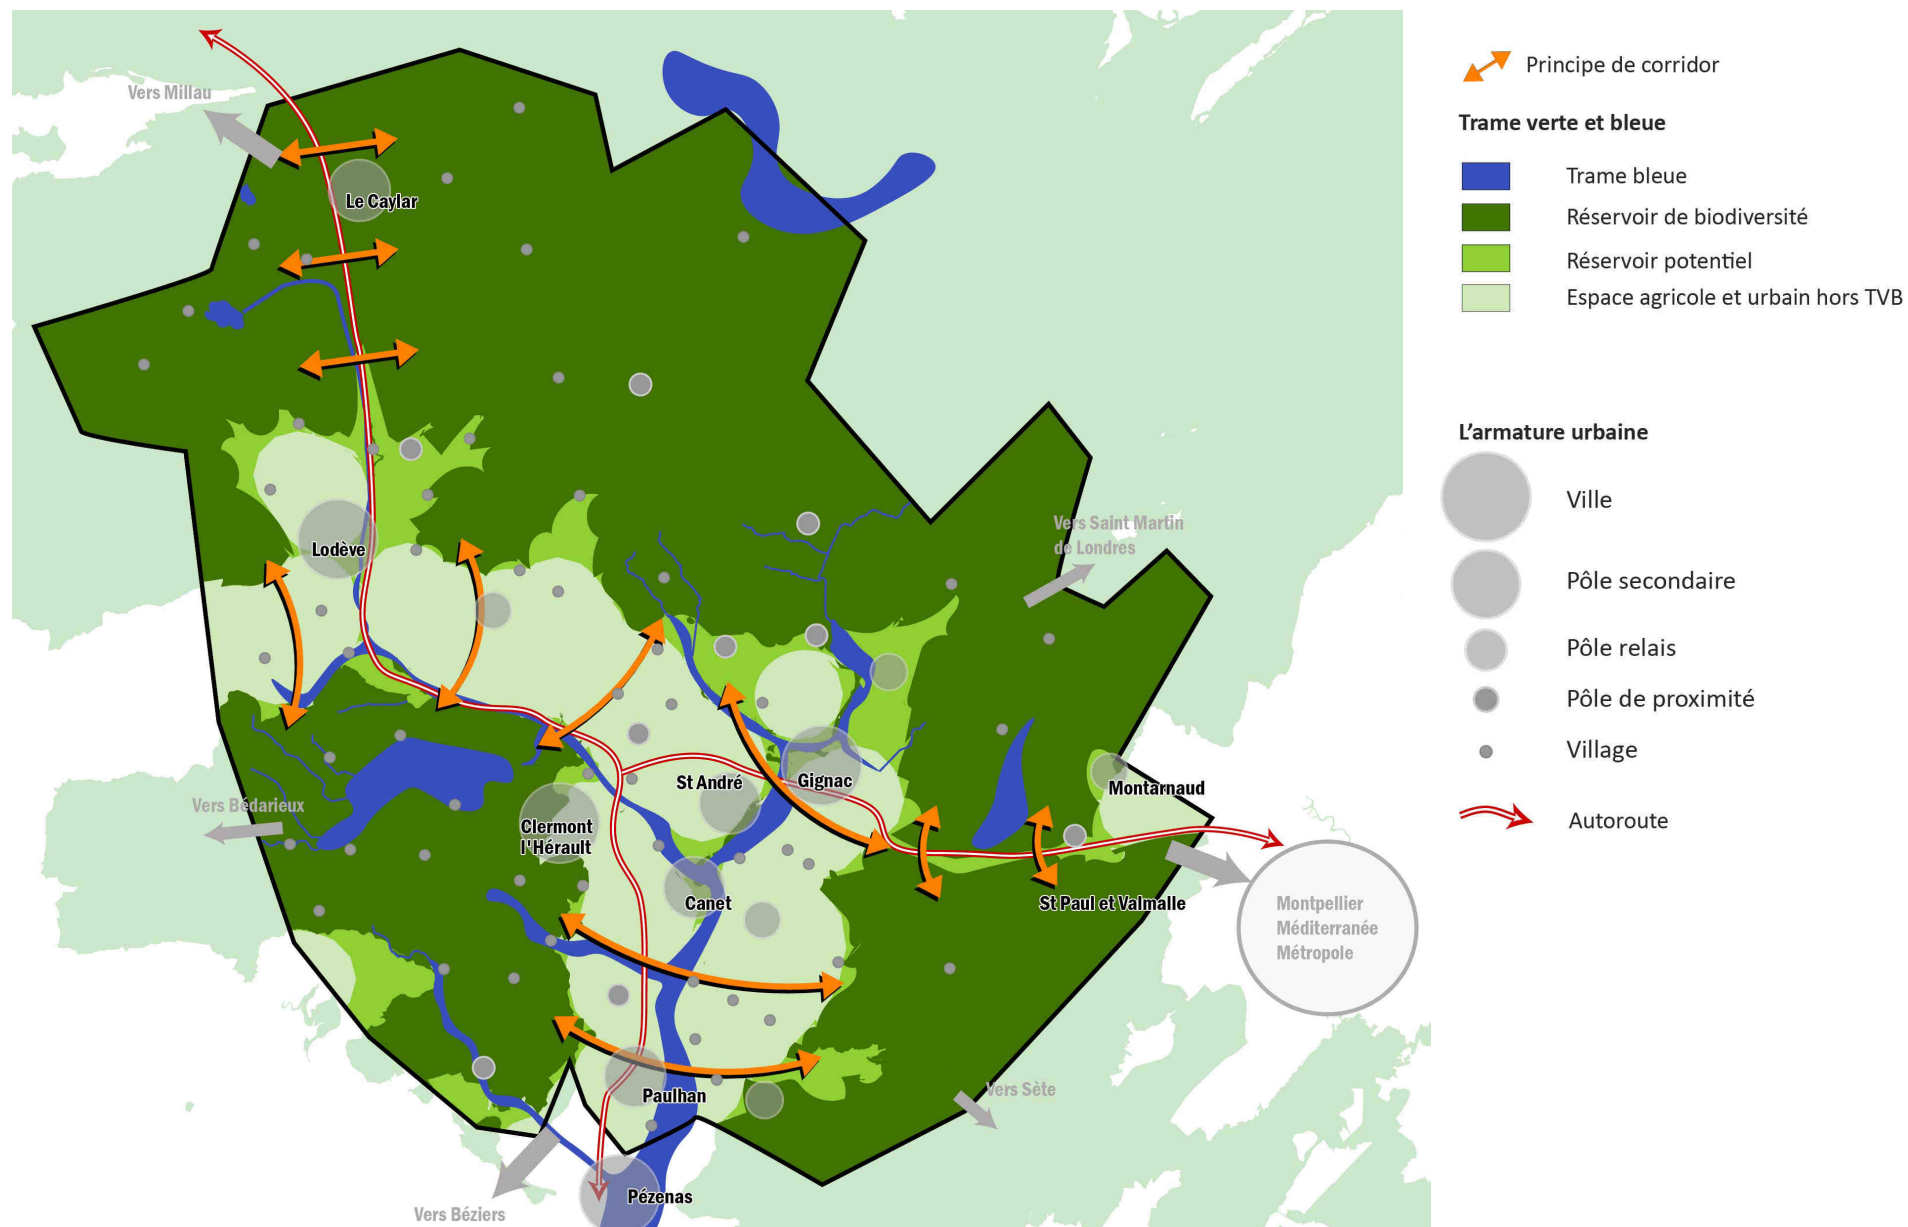 Vers Millau
Le Caylar
Vers Saint Martin
de Londres
Lodève
Vers Bédarieux
St André
Gignac
Montarnaud
Clermont
l'Hérault
Canet
St Paul et Valmalle
Montpellier
Méditerranée
Métropole
Paulhan
Vers Sète
Pézenas
Vers Béziers
Principe de corridor
Trame verte et bleue
Trame bleue
Réservoir de biodiversité
Réservoir potentiel
Espace agricole et urbain hors TVB
L'armature urbaine
Ville
Pôle secondaire
Pôle relais
Pôle de proximité
Village
Autoroute